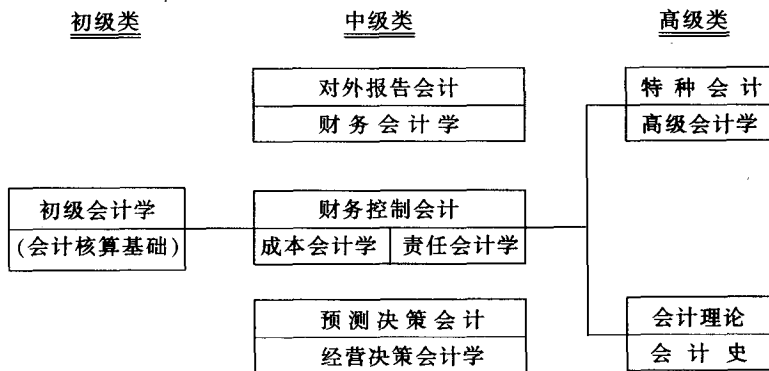 初级类 中级类 高级类
对外报告会计 特种会计
财务会计学 高级会计学
初级会计学 财务控制会计
(会计核算基础) 成本会计学 责任会计学
预测决策会计 会计理论
经营决策会计学 会计史